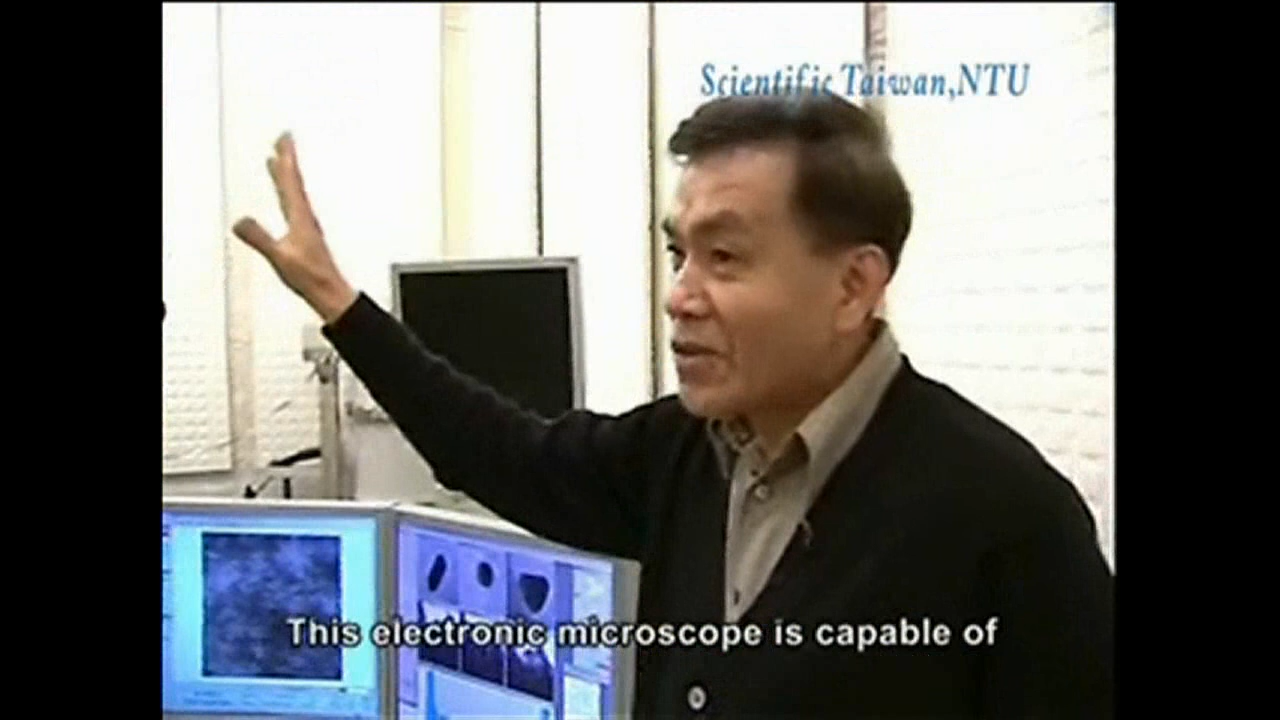 Scientific Taiwan,NTU
This electronic microscope is capable of